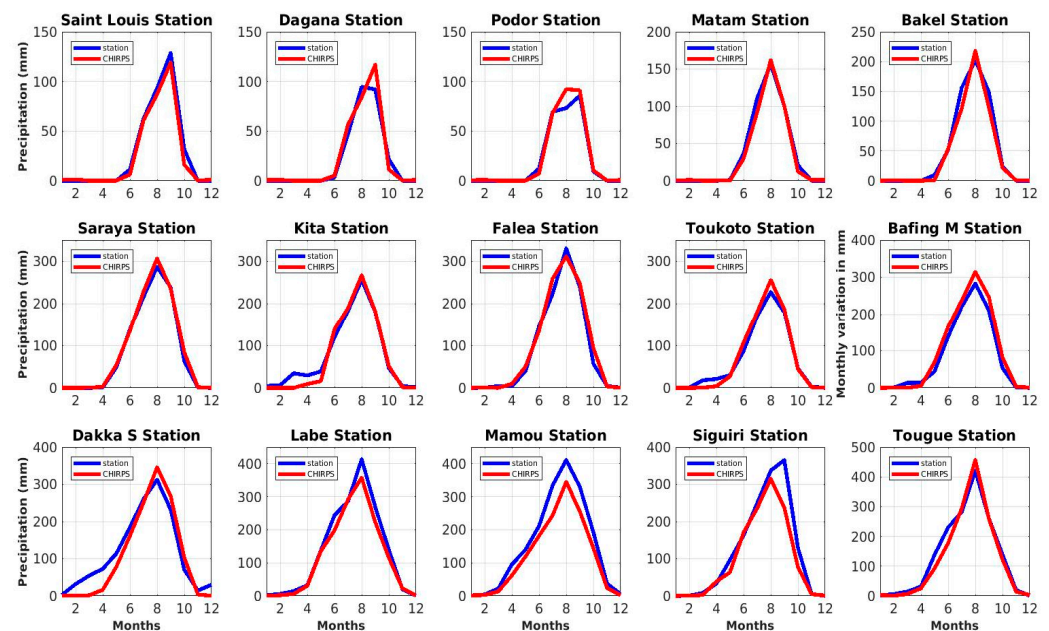 Saint Louis Station
Dagana Station
Podor Station
Matam Station
Bakel Station
Precipitation (mm)
150
100
50
0
station
CHIRPS
2 4 6 8 10 12
150
100
50
0
station
CHIRPS
2 4 6 8 10 12
150
100
50
0
station
CHIRPS
2 4 6 8 10 12
200
150
100
50
0
station
CHIRPS
2 4 6 8 10 12
250
200
150
100
50
0
station
CHIRPS
2 4 6 8 10 12
Saraya Station
Kita Station
Falea Station
Toukoto Station
Bafing M Station
Precipitation (mm)
300
200
100
0
station
CHIRPS
2 4 6 8 10 12
300
200
100
0
station
CHIRPS
2 4 6 8 10 12
300
200
100
0
station
CHIRPS
2 4 6 8 10 12
300
200
100
0
station
CHIRPS
2 4 6 8 10 12
Monthly variation in mm
400
300
200
100
0
station
CHIRPS
2 4 6 8 10 12
Dakka S Station
Labe Station
Mamou Station
Siguiri Station
Tougue Station
Precipitation (mm)
400
300
200
100
0
station
CHIRPS
2 4 6 8 10 12
Months
400
300
200
100
0
station
CHIRPS
2 4 6 8 10 12
Months
400
300
200
100
0
station
CHIRPS
2 4 6 8 10 12
Months
400
300
200
100
0
station
CHIRPS
2 4 6 8 10 12
Months
500
400
300
200
100
0
station
CHIRPS
2 4 6 8 10 12
Months